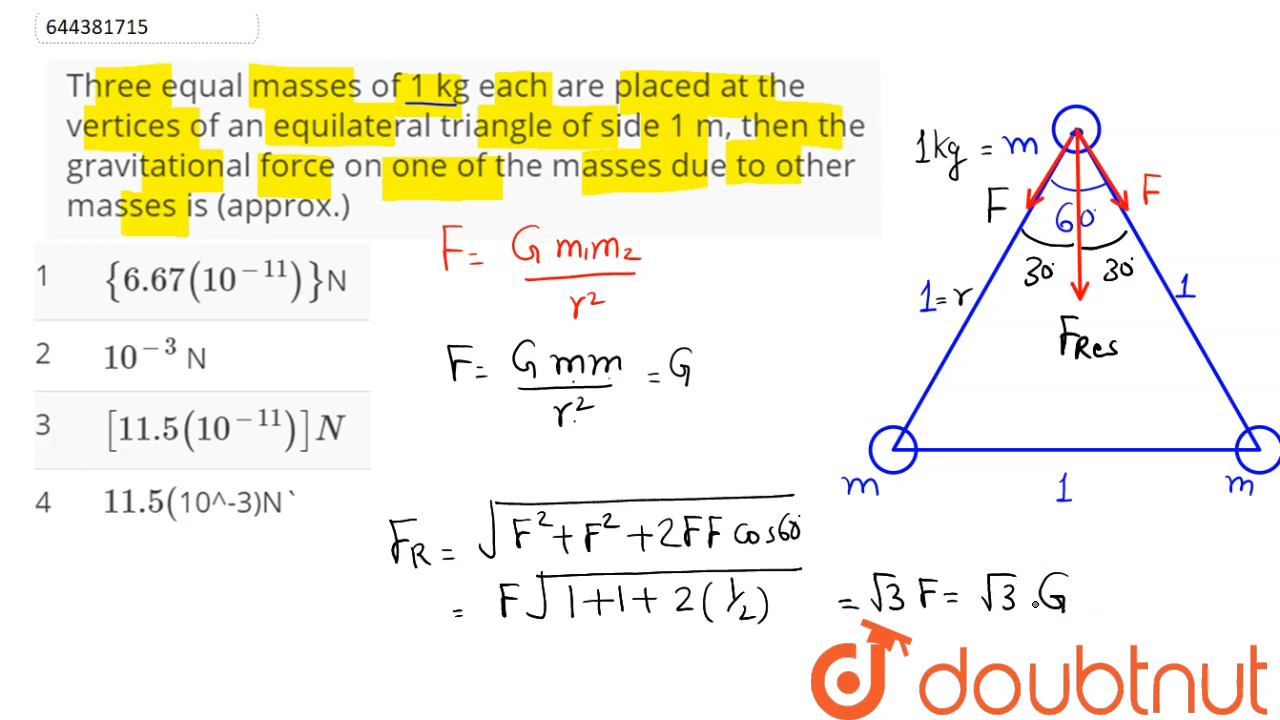 644381715
Three equal masses of 1 kg each are placed at the
vertices of an equilateral triangle of side 1 m, then the
gravitational force on one of the masses due to other
masses is (approx.)
1 {6.67(10⁻¹¹)}N
2 10⁻³ N
3 [11.5(10⁻¹¹)]N
4 11.5(10^-3)N`
F = G m₁m₂ / r²
F = G m m / r² = G
F_R = √(F² + F² + 2FF cos60°)
= F√(1+1+2(1/2)) = √3 F = √3 . G
1kg = m
F
F
60°
30° 30°
1 = r
1
F_Res
m
1
m
doubtnut